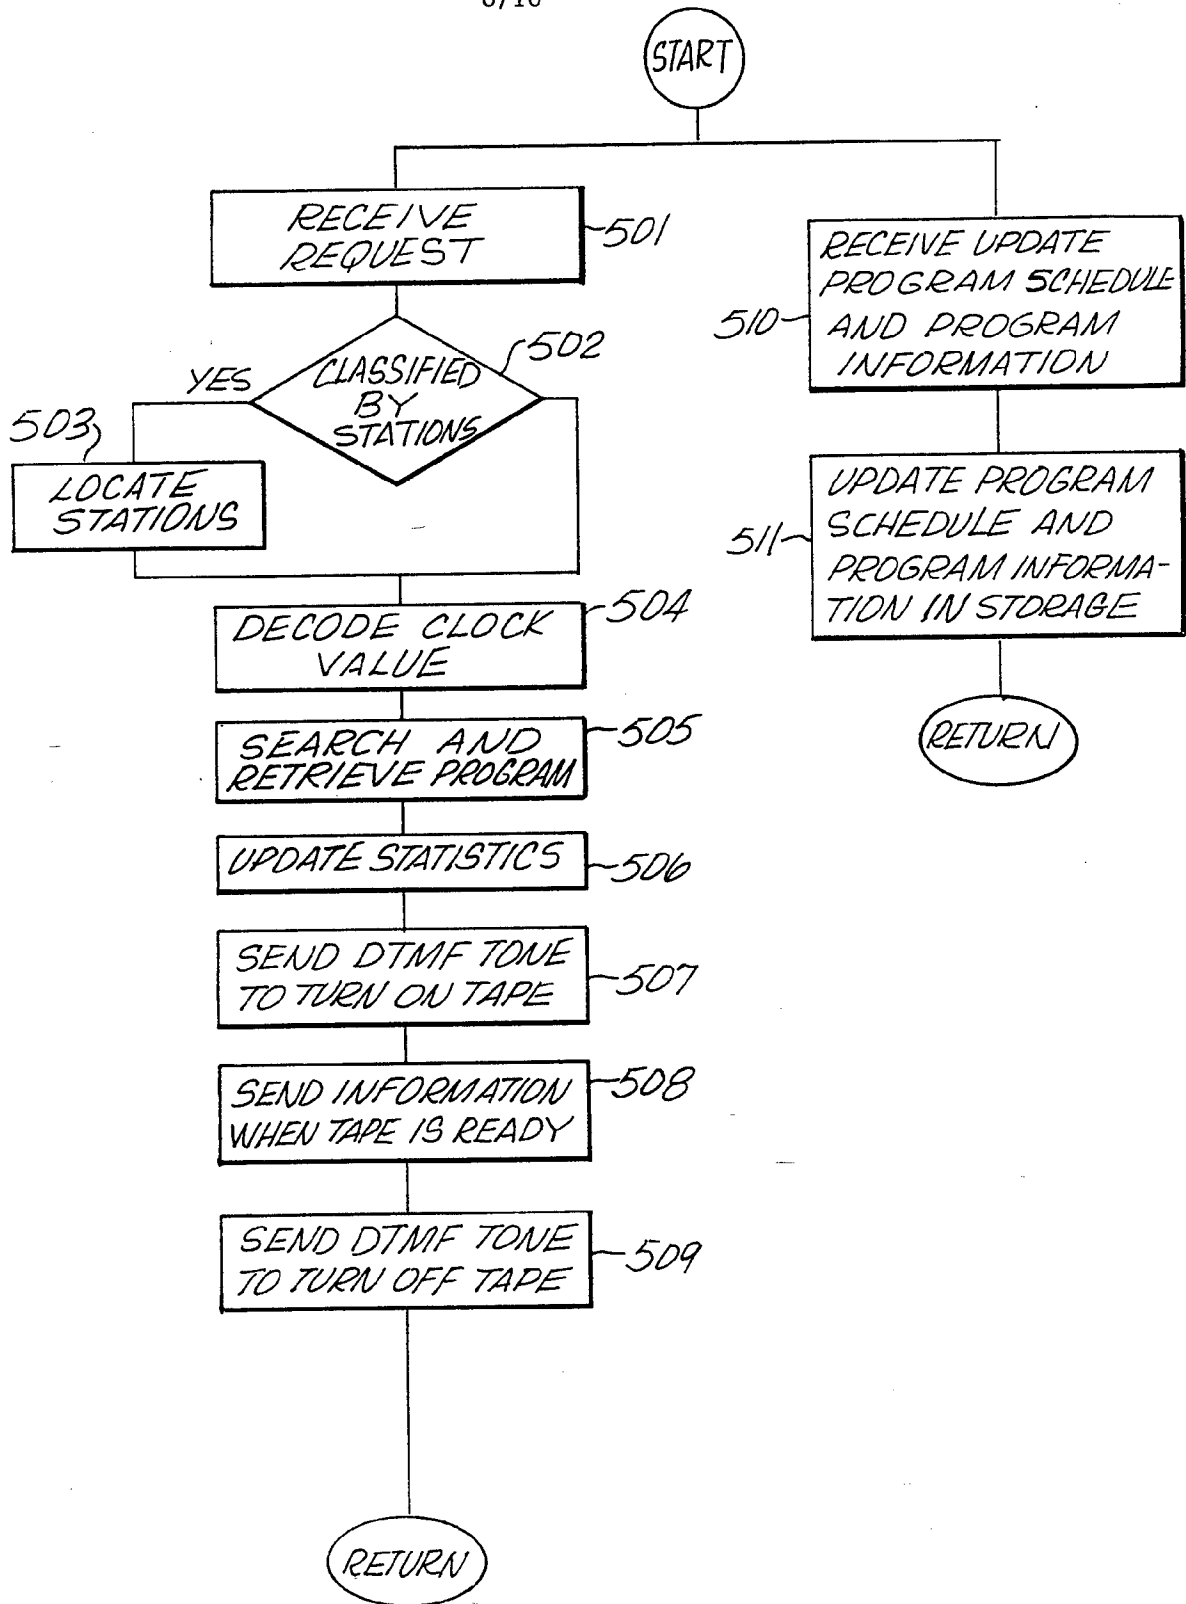 START
RECEIVE
REQUEST
501
CLASSIFIED
BY
STATIONS
502
YES
503
LOCATE
STATIONS
DECODE CLOCK
VALUE
504
SEARCH AND
RETRIEVE PROGRAM
505
UPDATE STATISTICS
506
SEND DTMF TONE
TO TURN ON TAPE
507
SEND INFORMATION
WHEN TAPE IS READY
508
SEND DTMF TONE
TO TURN OFF TAPE
509
RETURN
RECEIVE UPDATE
PROGRAM SCHEDULE
AND PROGRAM
INFORMATION
510
UPDATE PROGRAM
SCHEDULE AND
PROGRAM INFORMA-
TION IN STORAGE
511
RETURN